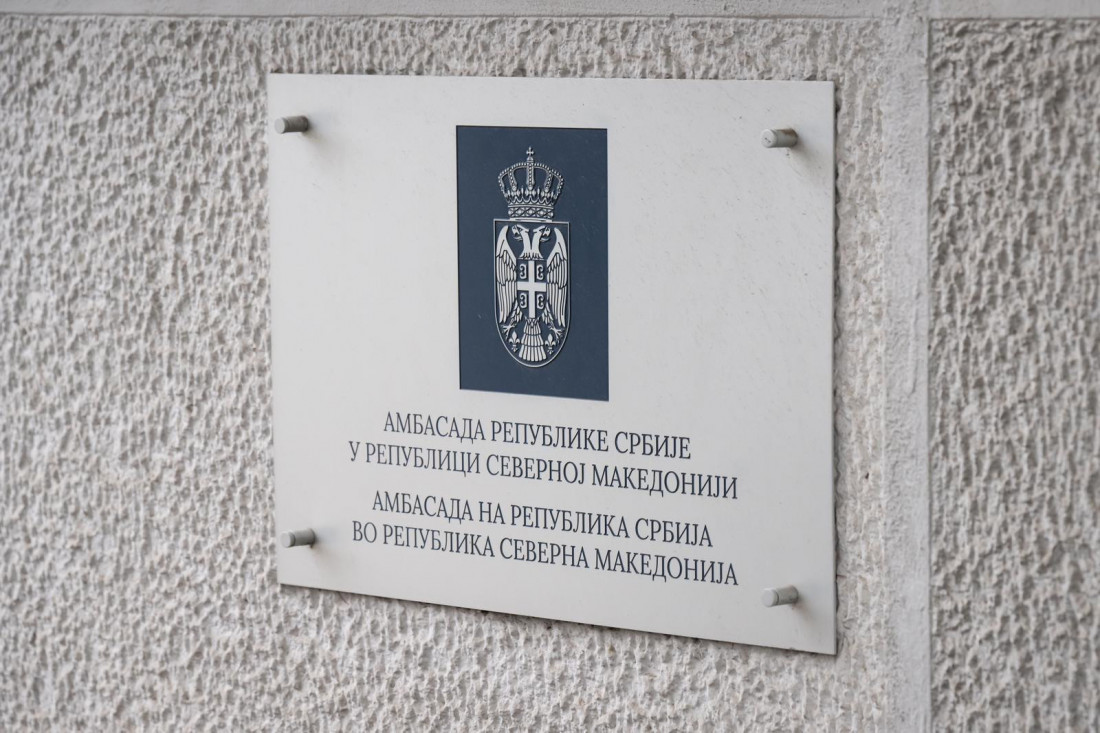 АМБАСАДА РЕПУБЛИКЕ СРБИЈЕ
У РЕПУБЛИЦИ СЕВЕРНОЈ МАКЕДОНИЈИ
АМБАСАДА НА РЕПУБЛИКА СРБИЈА
ВО РЕПУБЛИКА СЕВЕРНА МАКЕДОНИЈА